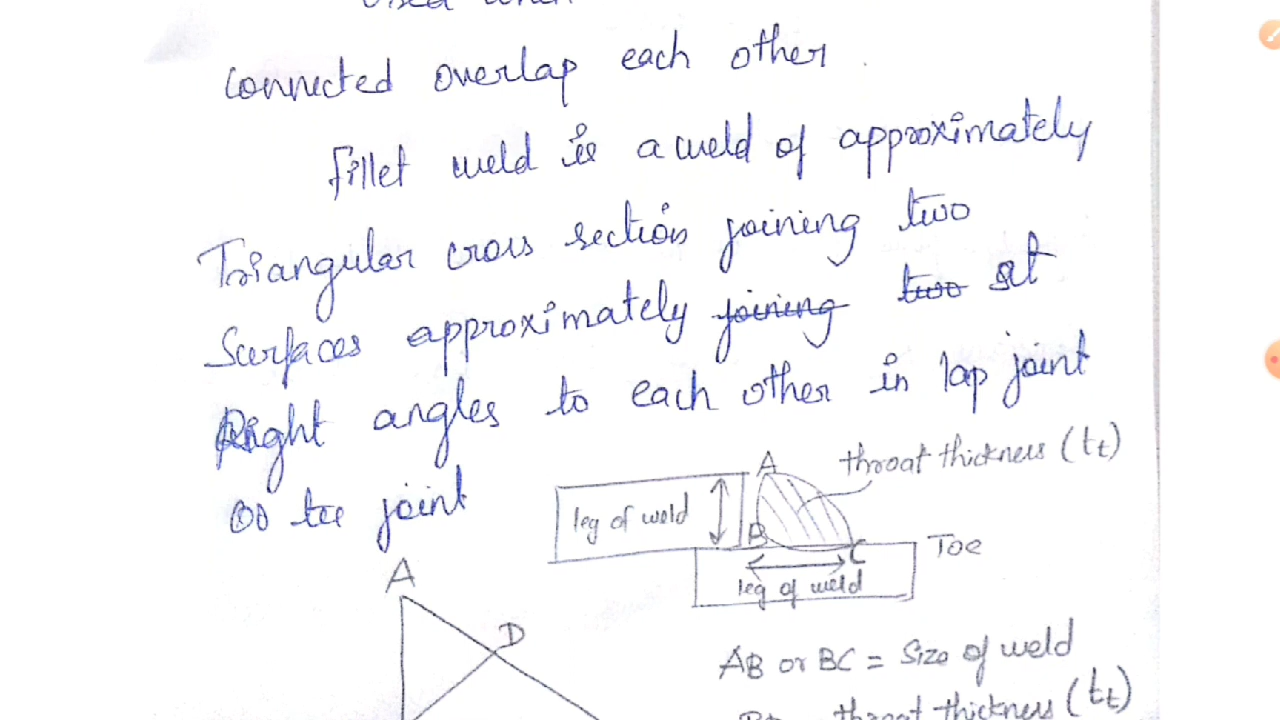 connected overlap each other .
fillet weld is a weld of approximately
Triangular cross section joining two
Surfaces approximately joining two at
Right angles to each other in lap joint
or tee joint
A
throat thickness (tt)
leg of weld
B
C
Toe
leg of weld
A
D
AB or BC = Size of weld
throat thickness (tt)